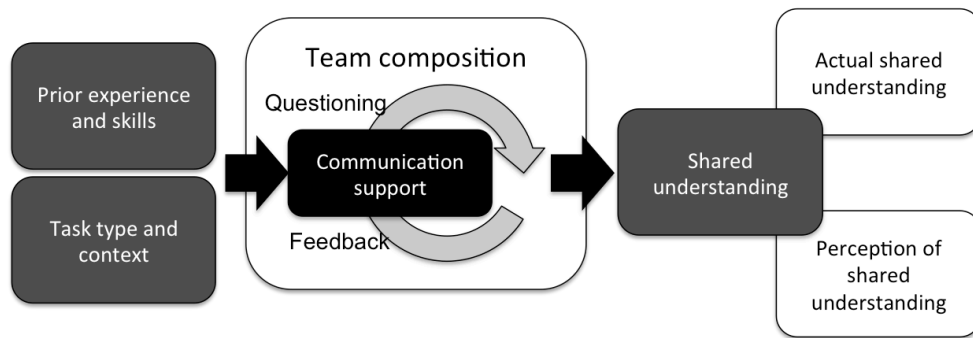 Prior experience
and skills
Task type and
context
Team composition
Questioning
Communication
support
Feedback
Shared
understanding
Actual shared
understanding
Perception of
shared
understanding